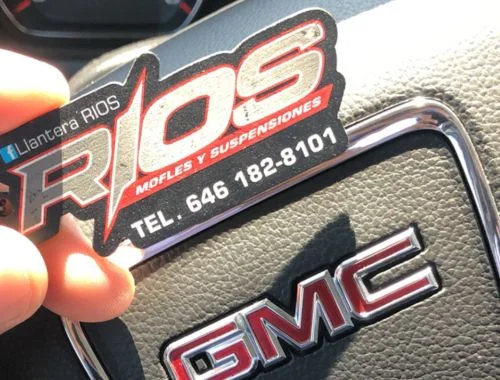 Llantera RIOS
RIOS
MOFLES Y SUSPENSIONES
TEL. 646 182-8101
GMC